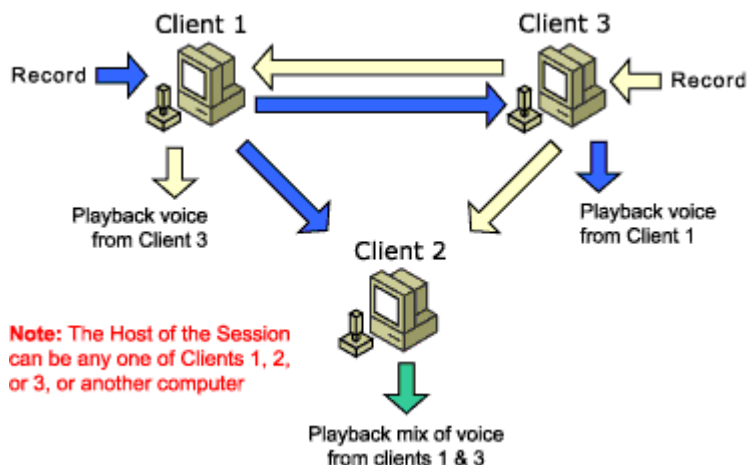 Client 1
Client 3
Record
Record
Playback voice
from Client 3
Playback voice
from Client 1
Client 2
Note: The Host of the Session
can be any one of Clients 1, 2,
or 3, or another computer
Playback mix of voice
from clients 1 & 3